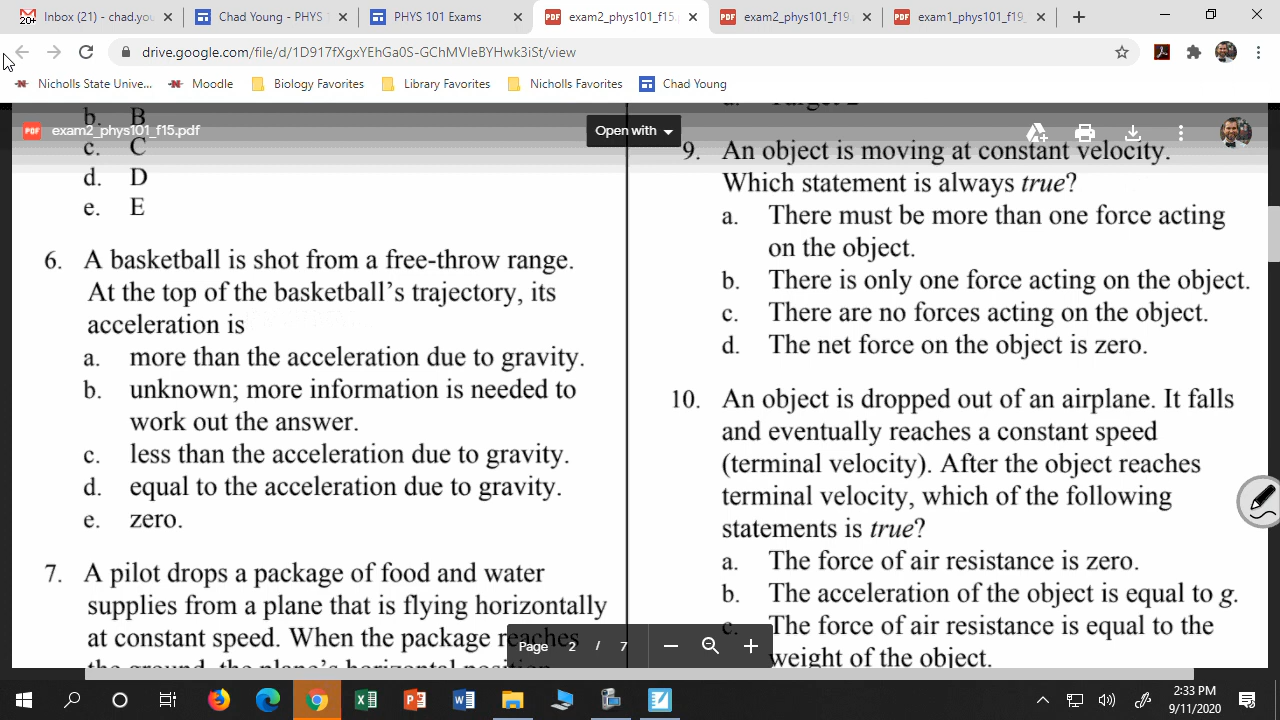 Inbox (21) - chad.you
Chad Young - PHYS
PHYS 101 Exams
exam2_phys101_f15.
exam2_phys101_f19.
exam1_phys101_f19_
drive.google.com/file/d/1D917fXgxYEhGa0S-GChMVleBYHwk3iSt/view
Nicholls State Unive...
Moodle
Biology Favorites
Library Favorites
Nicholls Favorites
Chad Young
PDF exam2_phys101_f15.pdf
Open with
b. B
c. C
d. D
e. E
6. A basketball is shot from a free-throw range.
At the top of the basketball's trajectory, its
acceleration is
a. more than the acceleration due to gravity.
b. unknown; more information is needed to
work out the answer.
c. less than the acceleration due to gravity.
d. equal to the acceleration due to gravity.
e. zero.
7. A pilot drops a package of food and water
supplies from a plane that is flying horizontally
at constant speed. When the package reaches
the ground, the plane's horizontal position
9. An object is moving at constant velocity.
Which statement is always true?
a. There must be more than one force acting
on the object.
b. There is only one force acting on the object.
c. There are no forces acting on the object.
d. The net force on the object is zero.
10. An object is dropped out of an airplane. It falls
and eventually reaches a constant speed
(terminal velocity). After the object reaches
terminal velocity, which of the following
statements is true?
a. The force of air resistance is zero.
b. The acceleration of the object is equal to g.
c. The force of air resistance is equal to the
weight of the object.
Page 2 / 7
2:33 PM
9/11/2020